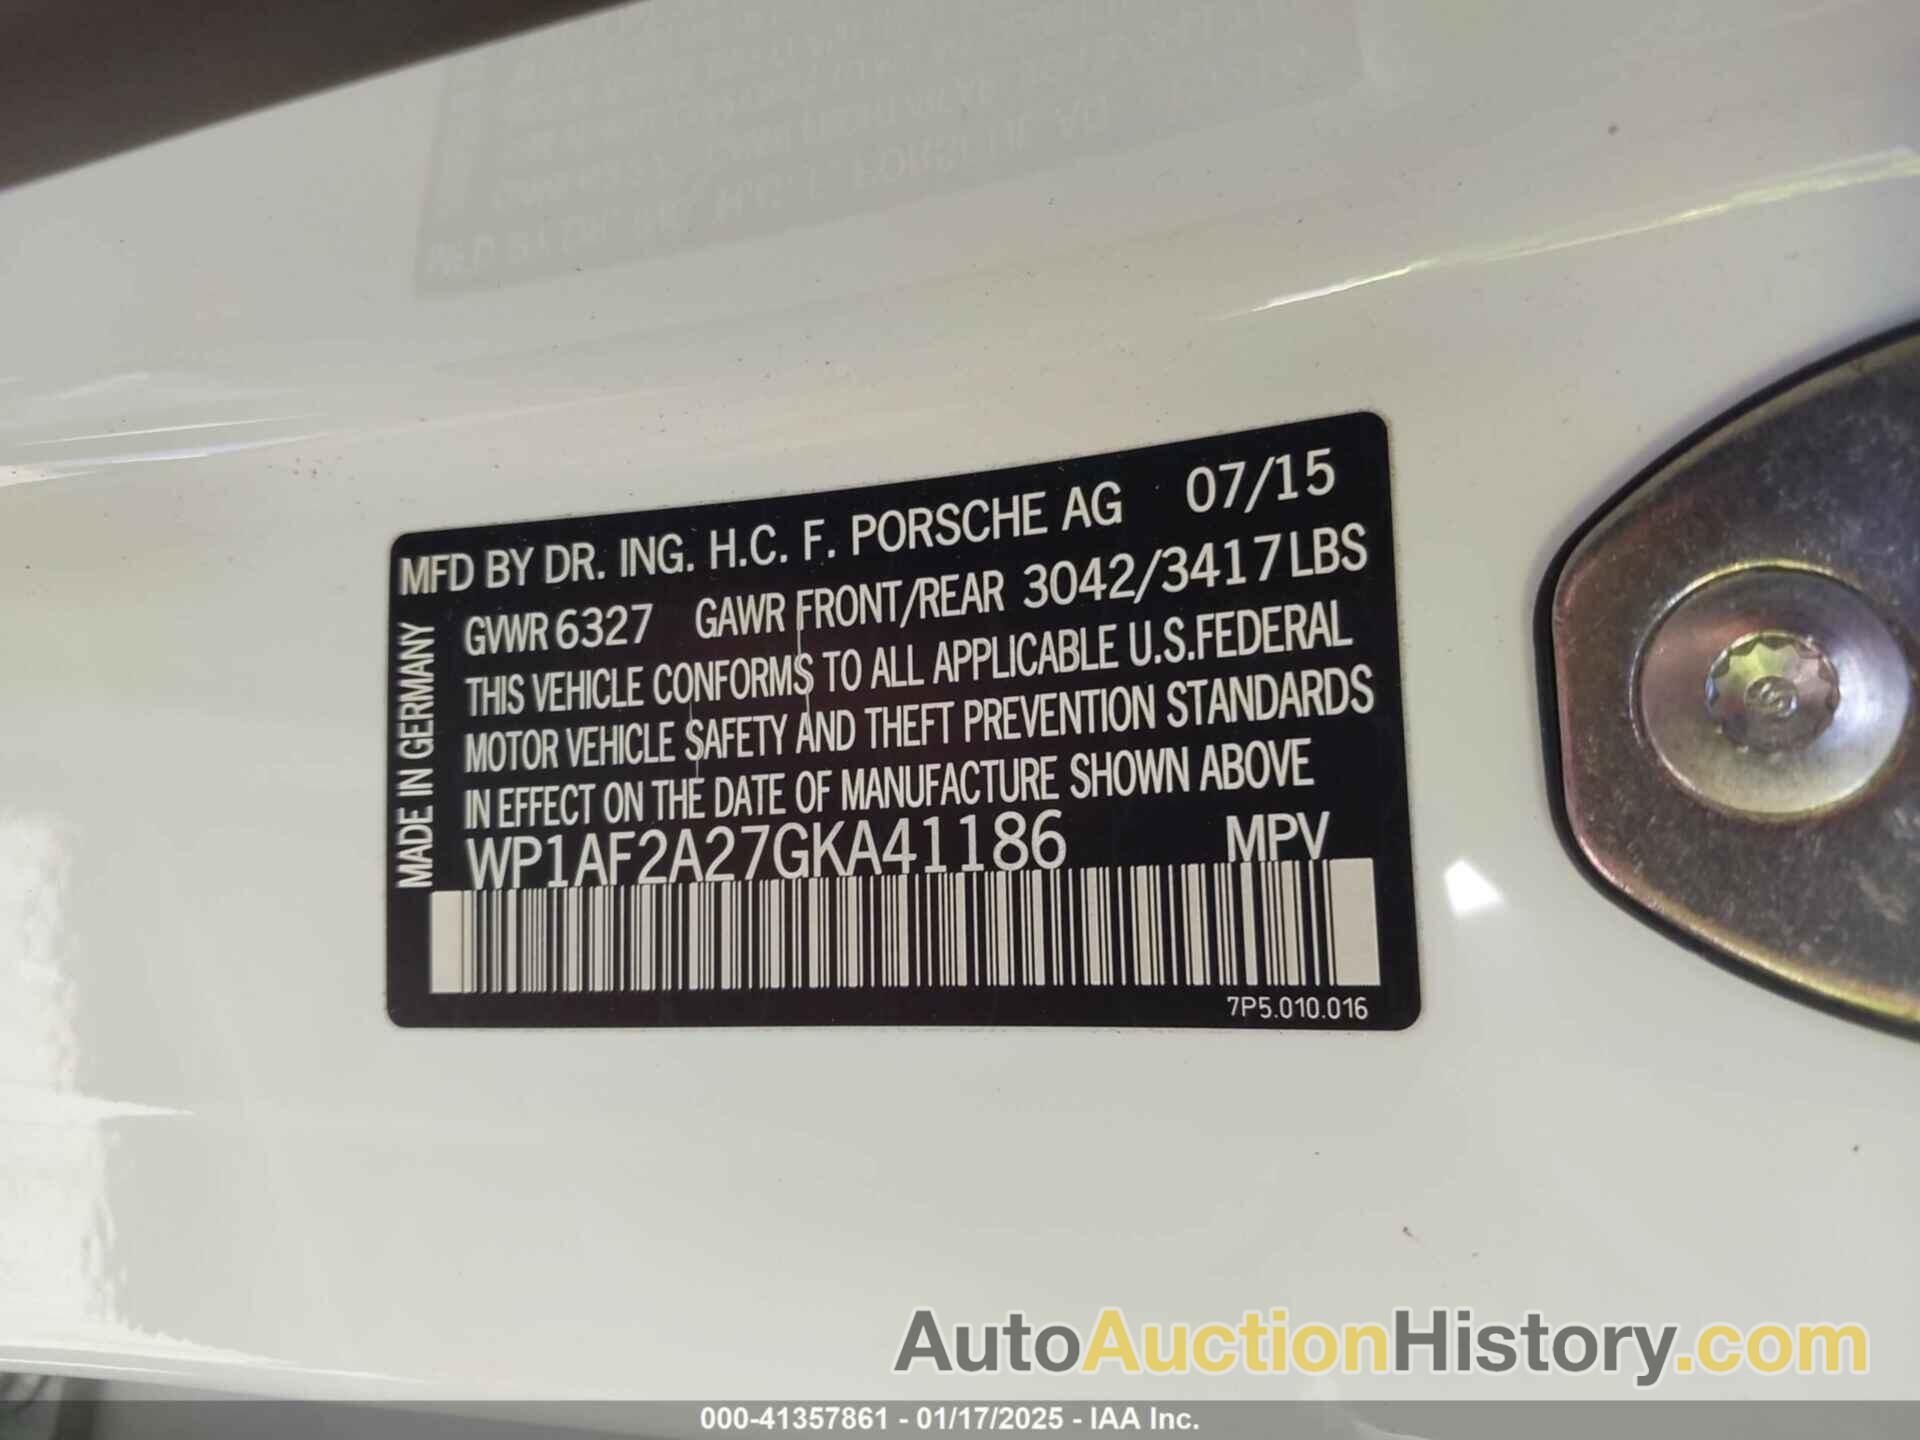 MFD BY DR. ING. H.C. F. PORSCHE AG 07/15
GVWR 6327 GAWR FRONT/REAR 3042/3417LBS
THIS VEHICLE CONFORMS TO ALL APPLICABLE U.S.FEDERAL
MOTOR VEHICLE SAFETY AND THEFT PREVENTION STANDARDS
IN EFFECT ON THE DATE OF MANUFACTURE SHOWN ABOVE
WP1AF2A27GKA41186 MPV
MADE IN GERMANY
7P5.010.016
AutoAuctionHistory.com
000-41357861 - 01/17/2025 - IAA Inc.